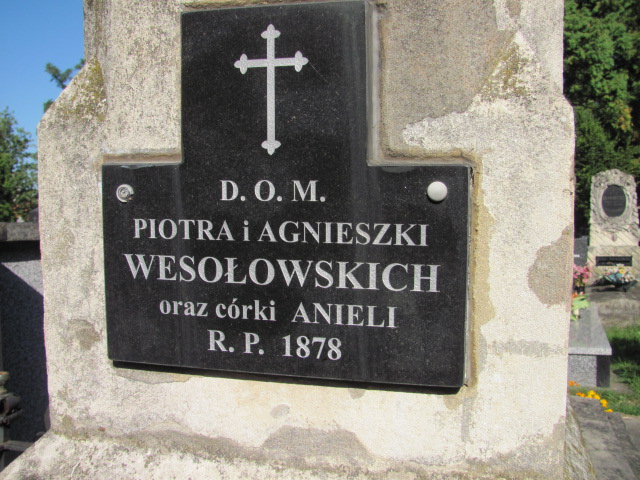 D. O. M.
PIOTRA i AGNIESZKI
WESOŁOWSKICH
oraz córki ANIELI
R. P. 1878